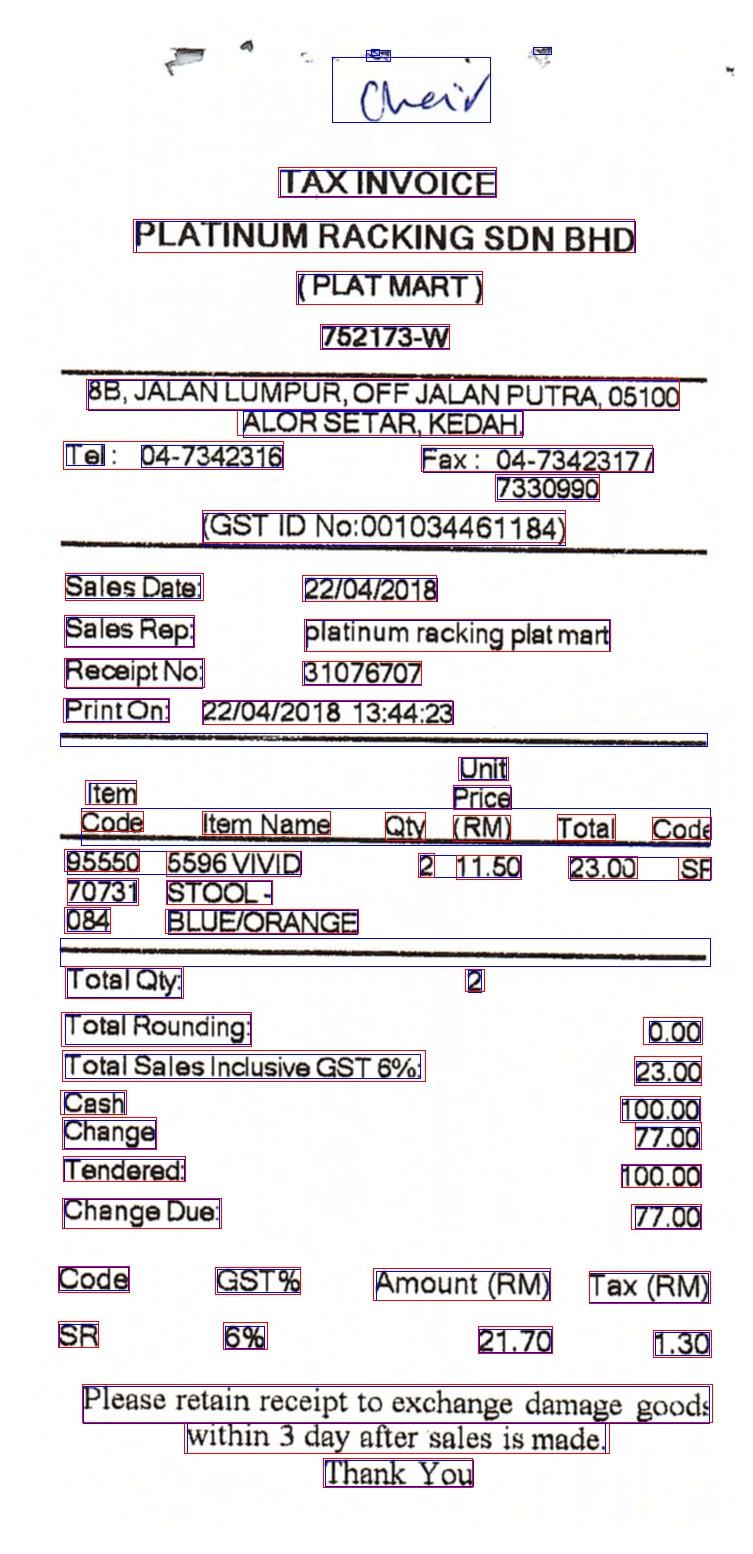 Chair
TAX INVOICE
PLATINUM RACKING SDN BHD
( PLAT MART )
752173-W
8B, JALAN LUMPUR, OFF JALAN PUTRA, 05100
ALOR SETAR, KEDAH.
Tel : 04-7342316 Fax : 04-7342317 /
7330990
(GST ID No:001034461184)
Sales Date: 22/04/2018
Sales Rep: platinum racking plat mart
Receipt No: 31076707
Print On: 22/04/2018 13:44:23
Unit
Item Price
Code Item Name Qty (RM) Total Code
95550 5596 VIVID 2 11.50 23.00 SR
70731 STOOL -
084 BLUE/ORANGE
Total Qty: 2
Total Rounding: 0.00
Total Sales Inclusive GST 6%: 23.00
Cash 100.00
Change 77.00
Tendered: 100.00
Change Due: 77.00
Code GST% Amount (RM) Tax (RM)
SR 6% 21.70 1.30
Please retain receipt to exchange damage goods
within 3 day after sales is made.
Thank You